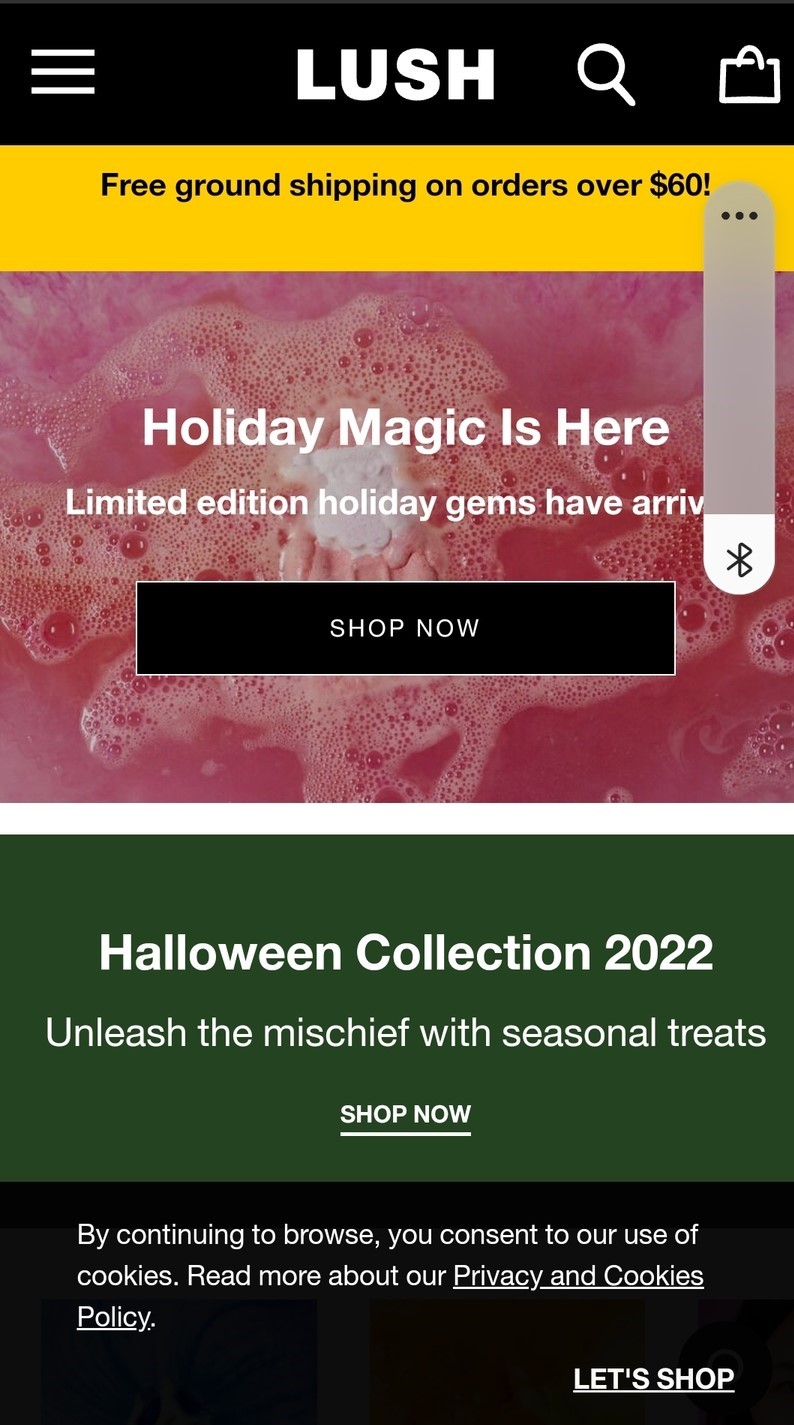 LUSH
Free ground shipping on orders over $60!
Holiday Magic Is Here
Limited edition holiday gems have arriv
SHOP NOW
Halloween Collection 2022
Unleash the mischief with seasonal treats
SHOP NOW
By continuing to browse, you consent to our use of
cookies. Read more about our Privacy and Cookies
Policy.
LET'S SHOP